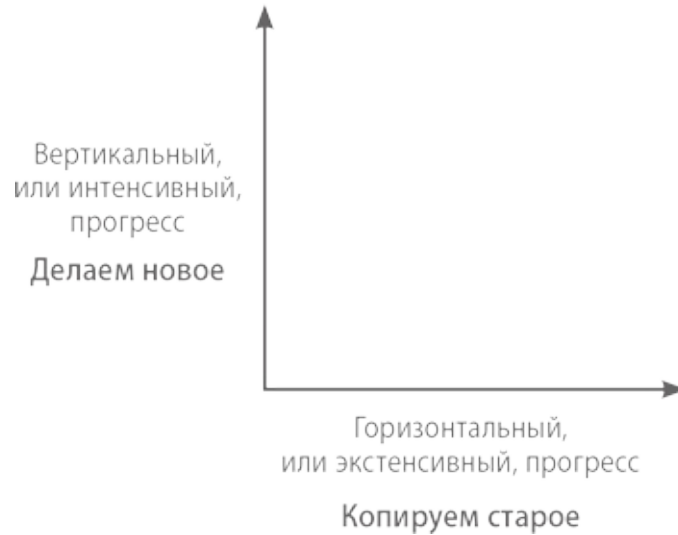 Вертикальный,
или интенсивный,
прогресс
Делаем новое
Горизонтальный,
или экстенсивный, прогресс
Копируем старое